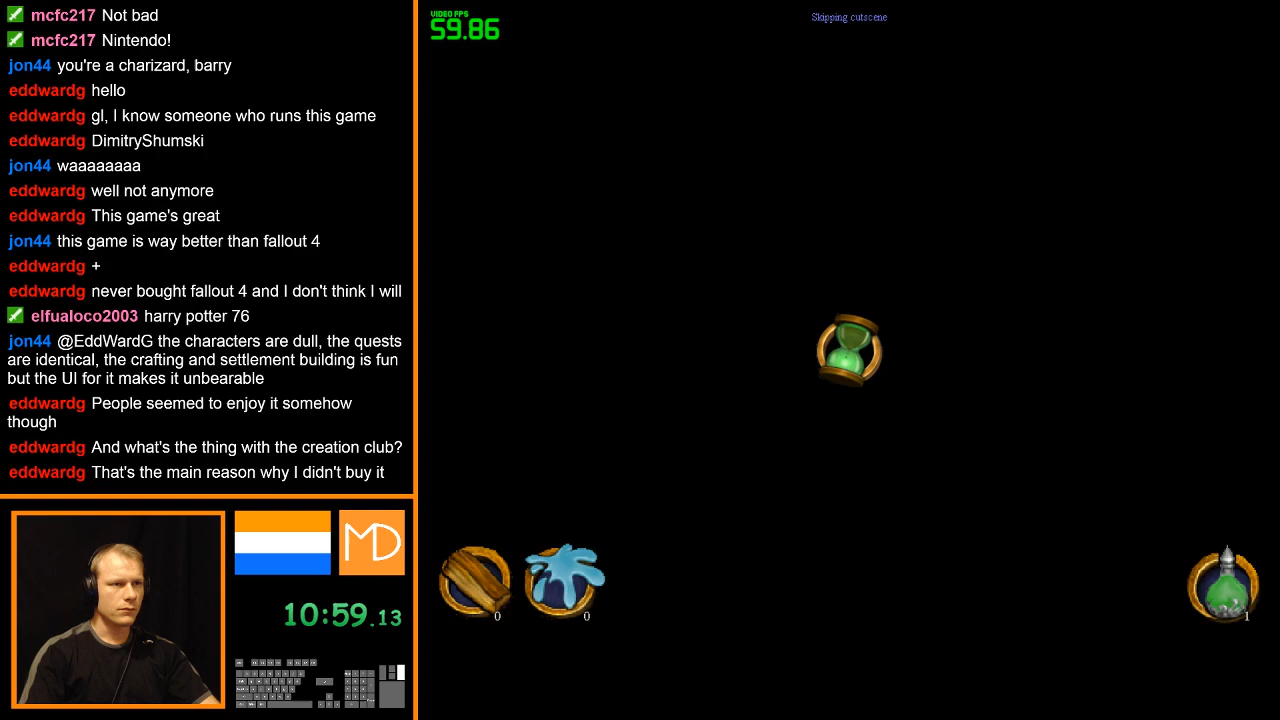 mcfc217 Not bad
mcfc217 Nintendo!
jon44 you're a charizard, barry
eddwardg hello
eddwardg gl, I know someone who runs this game
eddwardg DimitryShumski
jon44 waaaaaaaa
eddwardg well not anymore
eddwardg This game's great
jon44 this game is way better than fallout 4
eddwardg +
eddwardg never bought fallout 4 and I don't think I will
elfualoco2003 harry potter 76
jon44 @EddWardG the characters are dull, the quests
are identical, the crafting and settlement building is fun
but the UI for it makes it unbearable
eddwardg People seemed to enjoy it somehow
though
eddwardg And what's the thing with the creation club?
eddwardg That's the main reason why I didn't buy it
MD
10:59.13
VIDEO FPS
59.86
Skipping cutscene
0
0
1